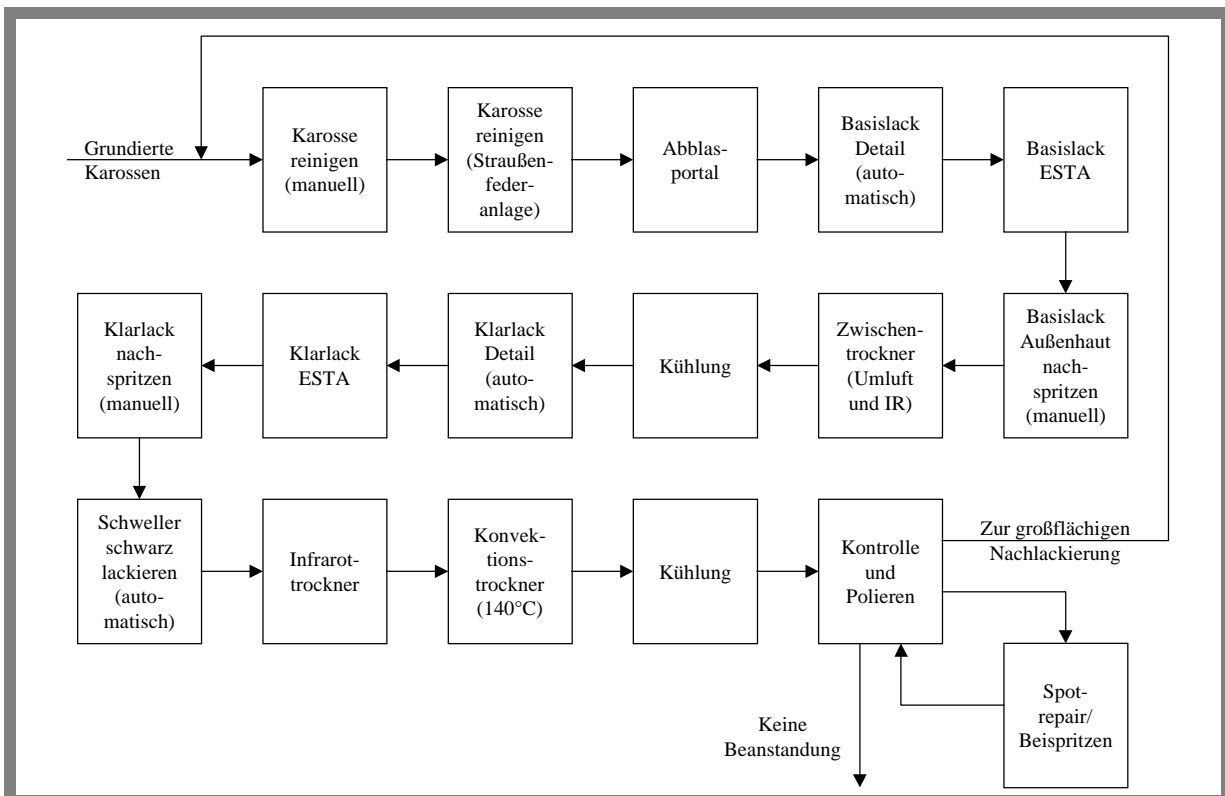 Grundierte
Karossen
Karosse
reinigen
(manuell)
Karosse
reinigen
(Straußen-
feder-
anlage)
Abblas-
portal
Basislack
Detail
(auto-
matisch)
Basislack
ESTA
Klarlack
nach-
spritzen
(manuell)
Klarlack
ESTA
Klarlack
Detail
(auto-
matisch)
Kühlung
Zwischen-
trockner
(Umluft
und IR)
Basislack
Außenhaut
nach-
spritzen
(manuell)
Schweller
schwarz
lackieren
(auto-
matisch)
Infrarot-
trockner
Konvek-
tions-
trockner
(140°C)
Kühlung
Kontrolle
und
Polieren
Zur großflächigen
Nachlackierung
Spot-
repair/
Beispritzen
Keine
Beanstandung